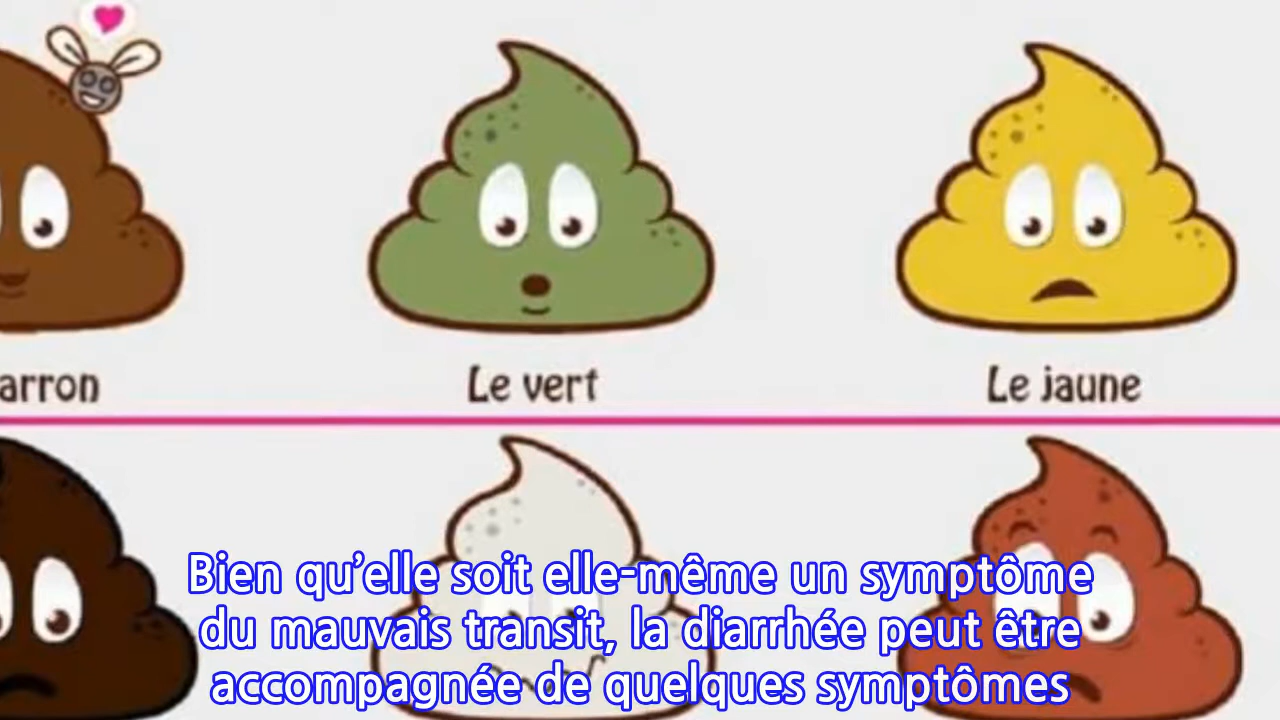 arron
Le vert
Le jaune
Bien qu’elle soit elle-même un symptôme
du mauvais transit, la diarrhée peut être
accompagnée de quelques symptômes